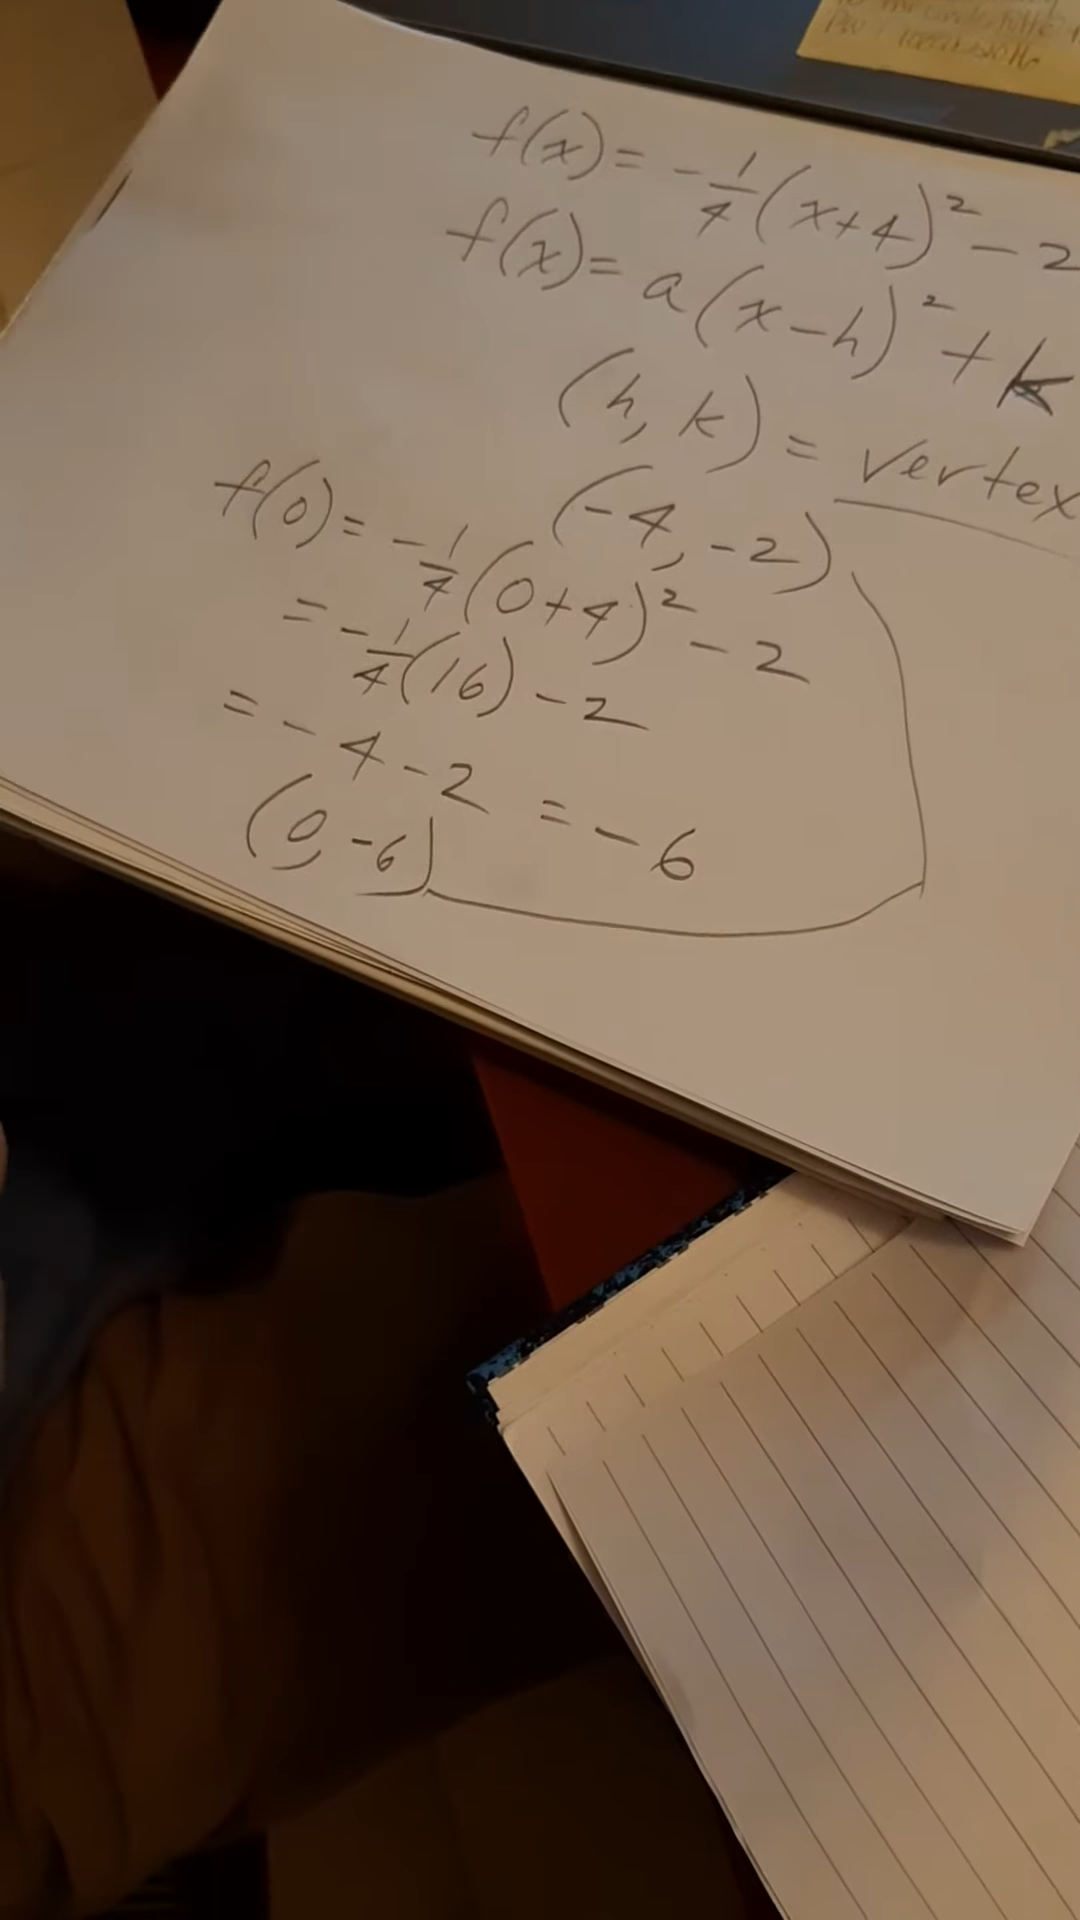 f(x) = -1/4(x+4)² - 2
f(x) = a(x-h)² + k
(h, k) = vertex
(-4, -2)
f(0) = -1/4(0+4)² - 2
= -1/4(16) - 2
= -4 - 2 = -6
(0, -6)